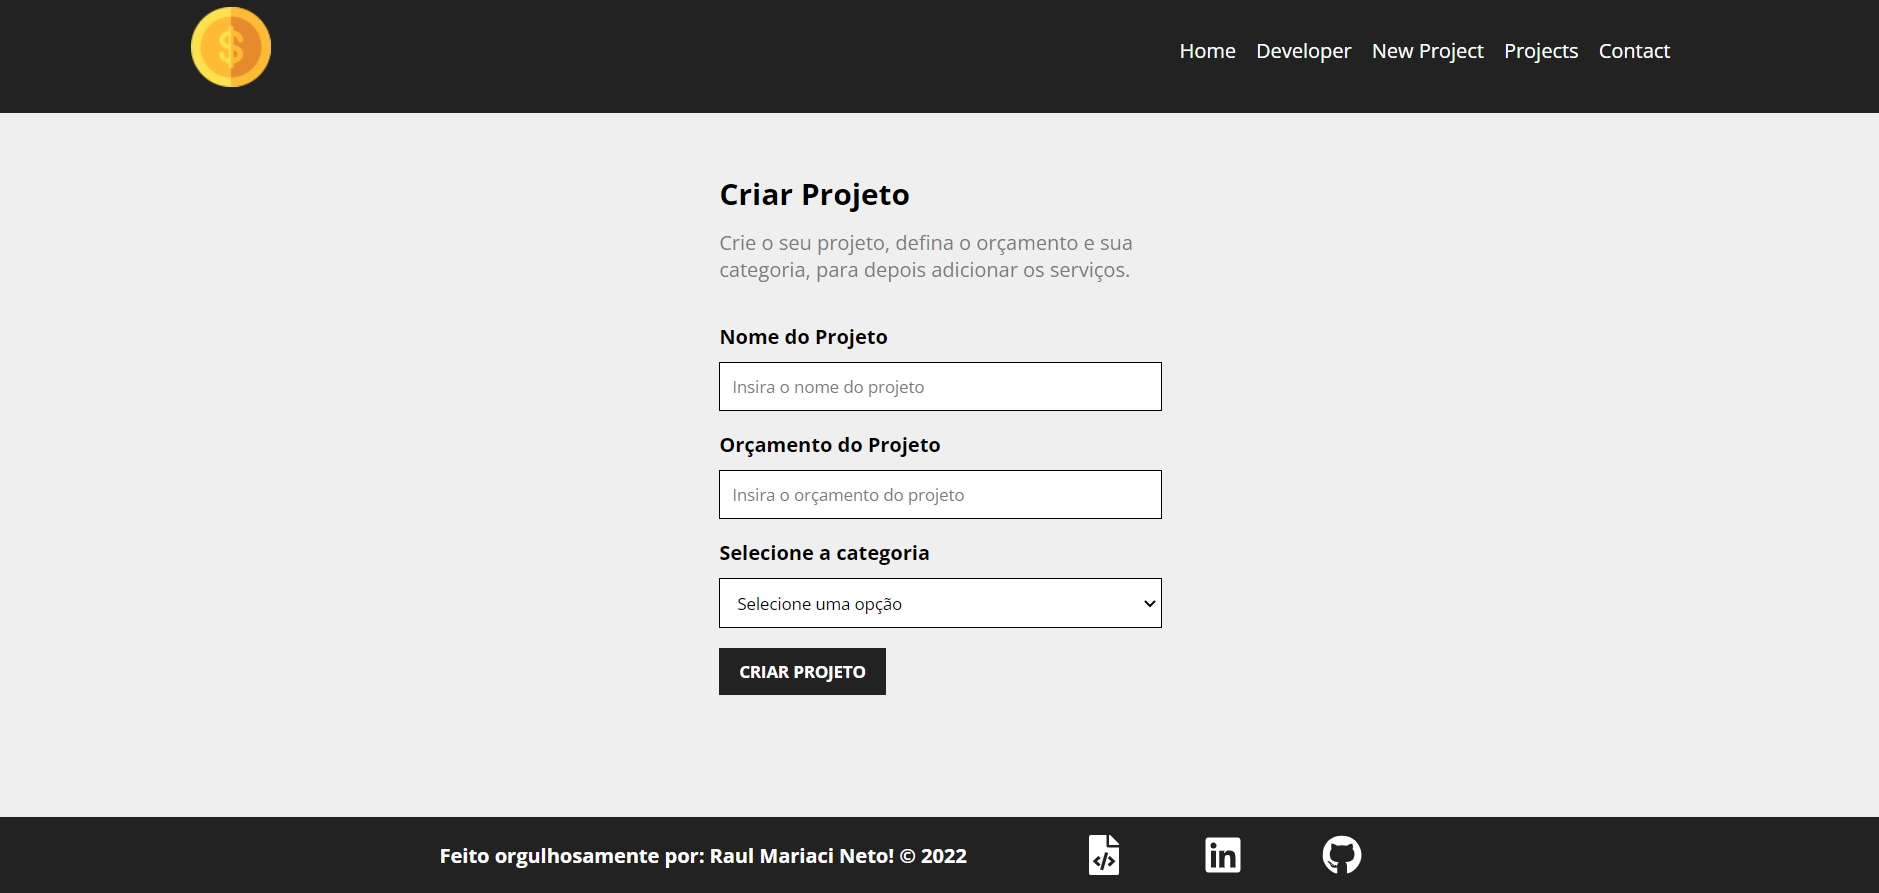 $
Home Developer New Project Projects Contact
Criar Projeto
Crie o seu projeto, defina o orçamento e sua
categoria, para depois adicionar os serviços.
Nome do Projeto
Insira o nome do projeto
Orçamento do Projeto
Insira o orçamento do projeto
Selecione a categoria
Selecione uma opção
CRIAR PROJETO
Feito orgulhosamente por: Raul Mariaci Neto! © 2022
</>
in